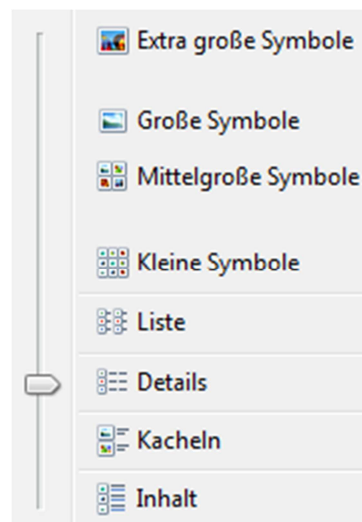 Extra große Symbole
Große Symbole
Mittelgroße Symbole
Kleine Symbole
Liste
Details
Kacheln
Inhalt